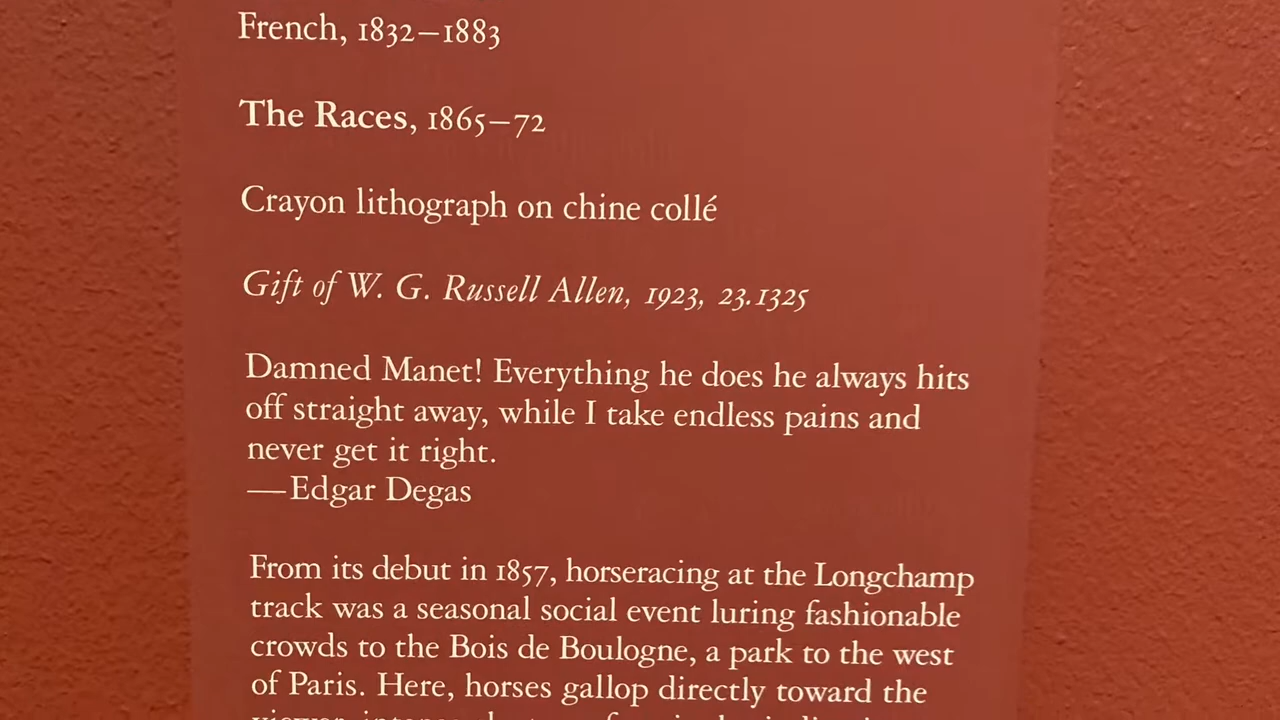 French, 1832–1883
The Races, 1865–72
Crayon lithograph on chine collé
Gift of W. G. Russell Allen, 1923, 23.1325
Damned Manet! Everything he does he always hits
off straight away, while I take endless pains and
never get it right.
—Edgar Degas
From its debut in 1857, horseracing at the Longchamp
track was a seasonal social event luring fashionable
crowds to the Bois de Boulogne, a park to the west
of Paris. Here, horses gallop directly toward the